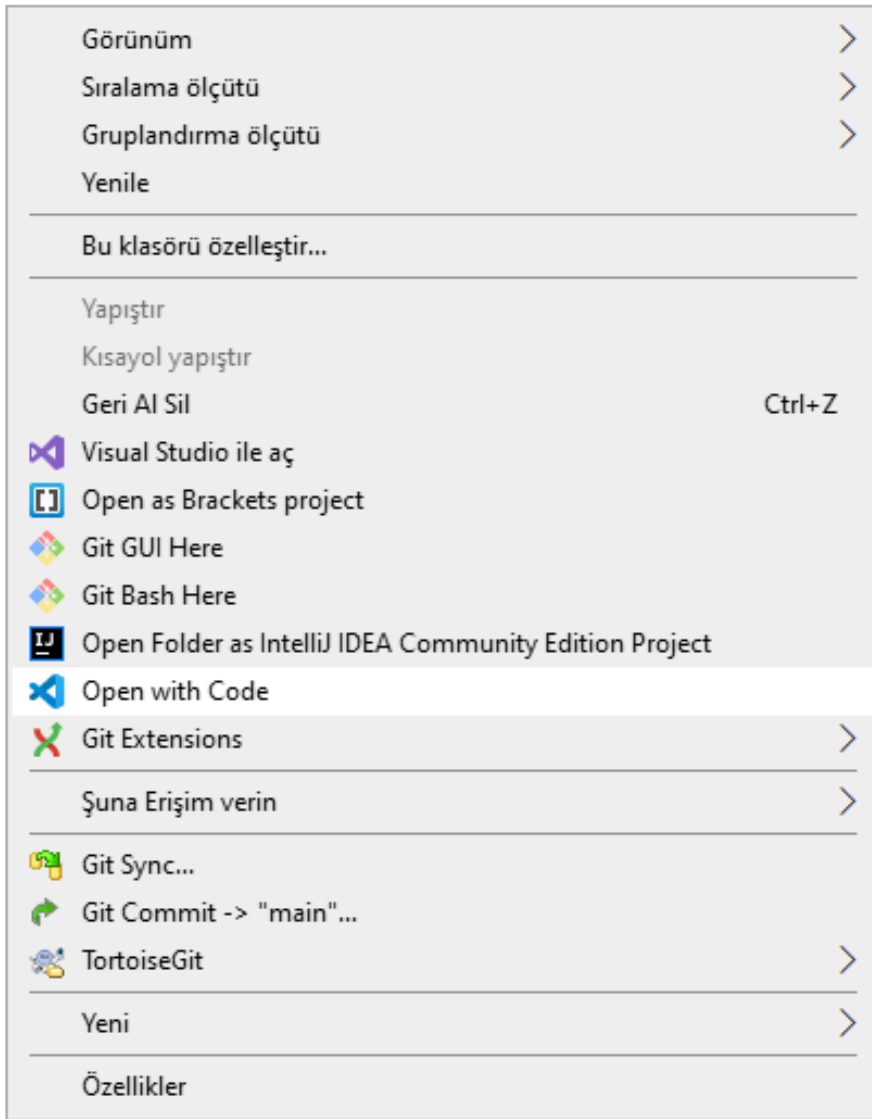 Görünüm
Sıralama ölçütü
Gruplandırma ölçütü
Yenile
Bu klasörü özelleştir...
Yapıştır
Kısayol yapıştır
Geri Al Sil Ctrl+Z
Visual Studio ile aç
Open as Brackets project
Git GUI Here
Git Bash Here
IJ Open Folder as IntelliJ IDEA Community Edition Project
Open with Code
Git Extensions
Şuna Erişim verin
Git Sync...
Git Commit -> "main"...
TortoiseGit
Yeni
Özellikler